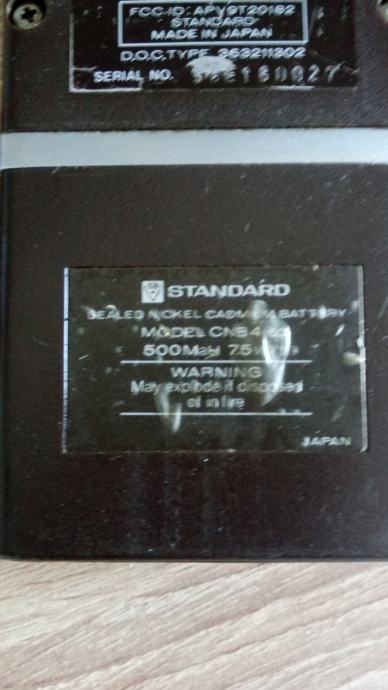 FCC ID: APV9T20182
STANDARD
MADE IN JAPAN
D.O.C. TYPE 363211302
SERIAL NO.
STANDARD
SEALED NICKEL CADMIUM BATTERY
MODEL CNB4
500MaH 7.5
WARNING
May explode if disposed
of in fire
JAPAN